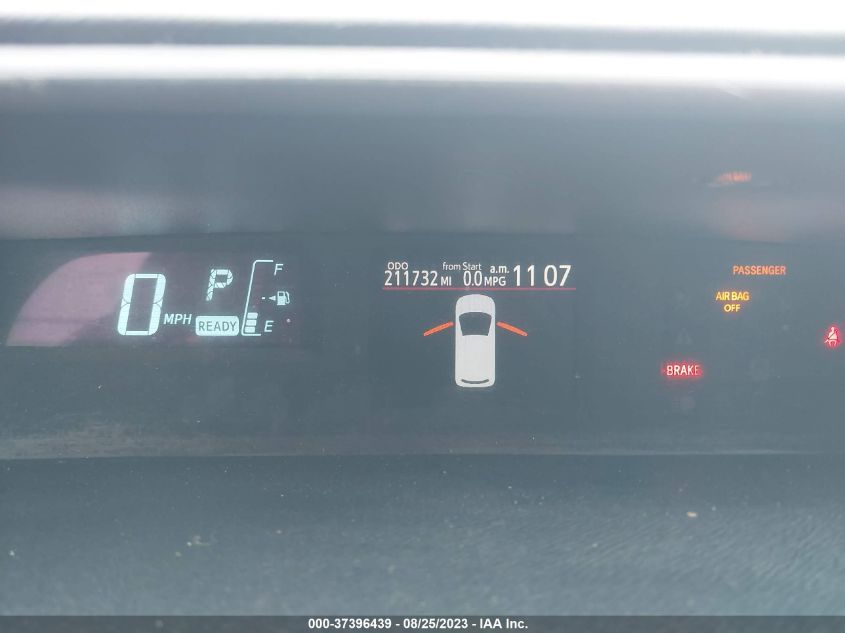 0 MPH P READY F E
ODO from Start a.m.
211732 MI 0.0 MPG 11 07
PASSENGER
AIR BAG
OFF
BRAKE
000-37396439 - 08/25/2023 - IAA Inc.